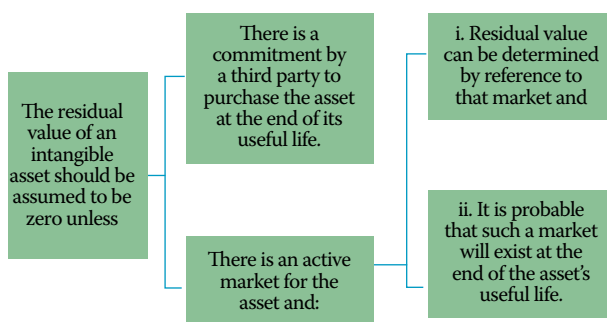 The residual
value of an
intangible
asset should be
assumed to be
zero unless
There is a
commitment by
a third party to
purchase the asset
at the end of its
useful life.
There is an active
market for the
asset and:
i. Residual value
can be determined
by reference to
that market and
ii. It is probable
that such a market
will exist at the
end of the asset's
useful life.